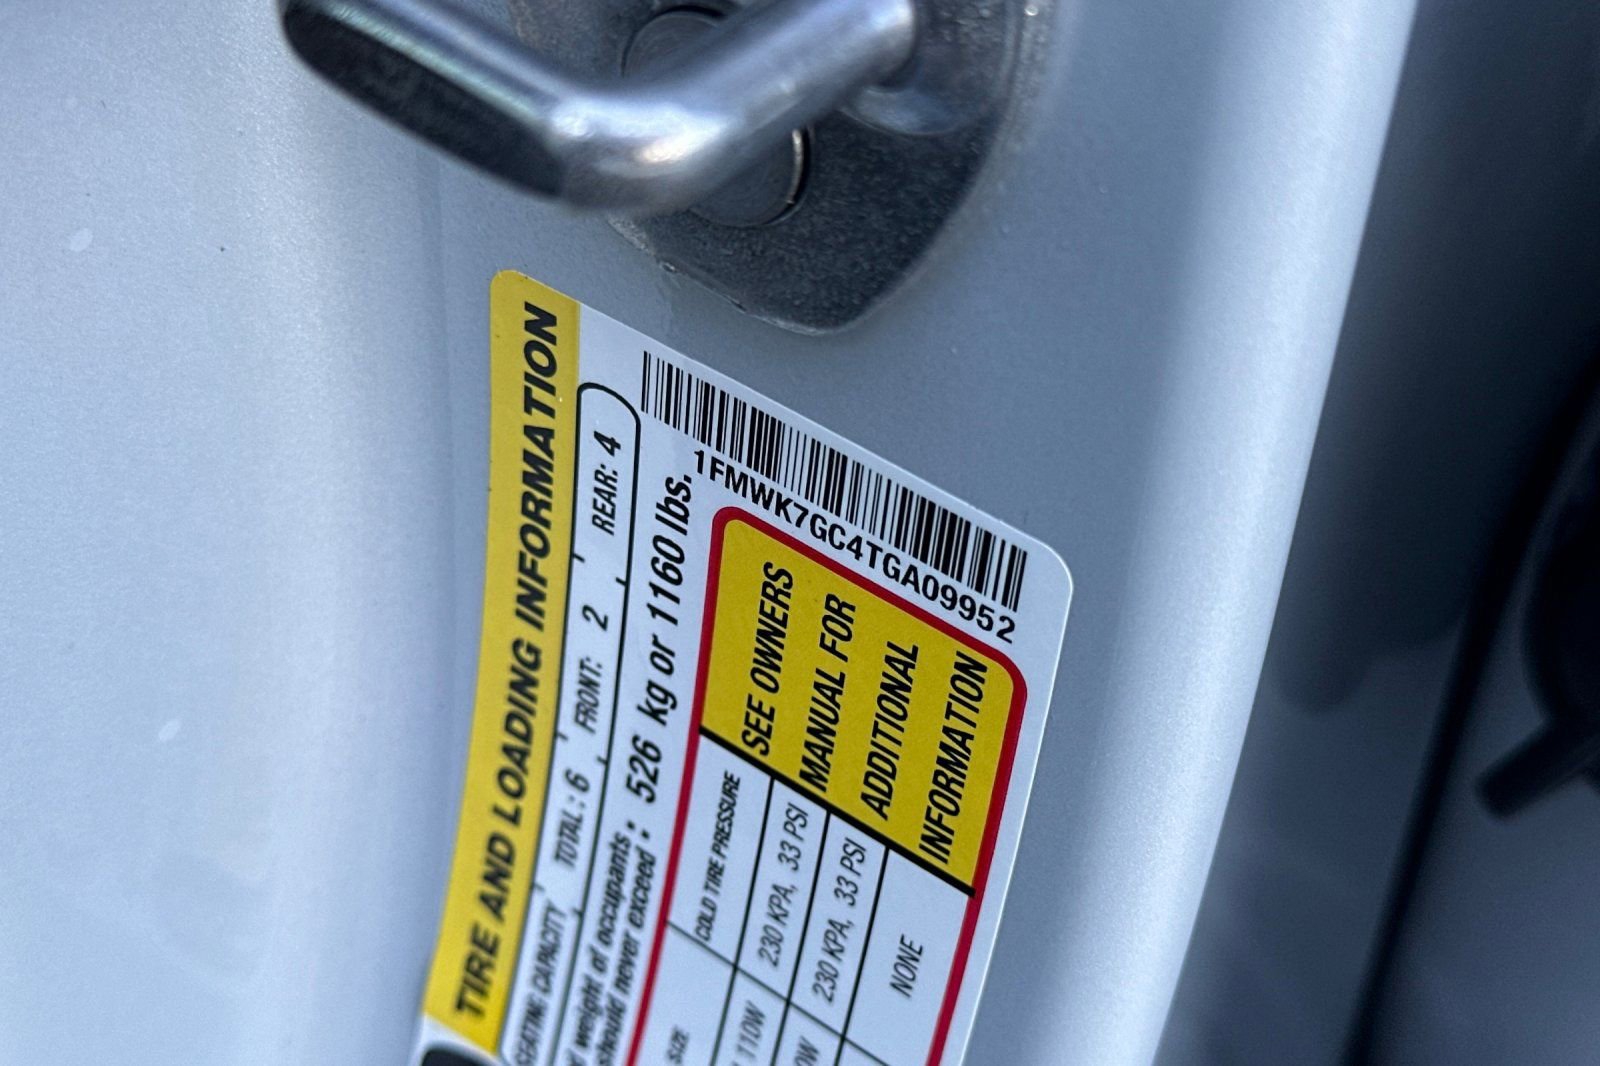 TIRE AND LOADING INFORMATION
SEATING CAPACITY TOTAL: 6 FRONT: 2 REAR: 4
weight of occupants
should never exceed : 526 kg or 1160 lbs.
1FMWK7GC4TGA09952
SIZE COLD TIRE PRESSURE
110W 230 KPA, 33 PSI
230 KPA, 33 PSI
NONE
SEE OWNERS
MANUAL FOR
ADDITIONAL
INFORMATION